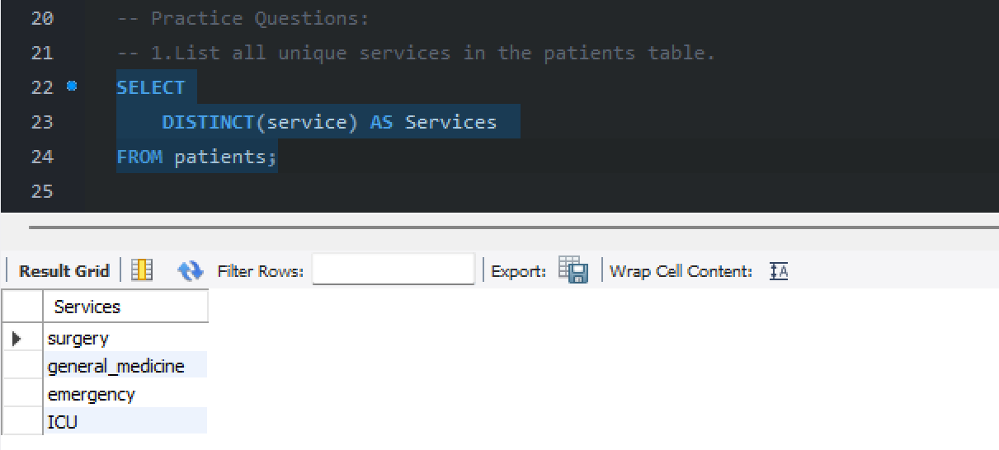 20 -- Practice Questions:
21 -- 1.List all unique services in the patients table.
22 SELECT
23 DISTINCT(service) AS Services
24 FROM patients;
25
Result Grid Filter Rows: Export: Wrap Cell Content: IA
Services
surgery
general_medicine
emergency
ICU